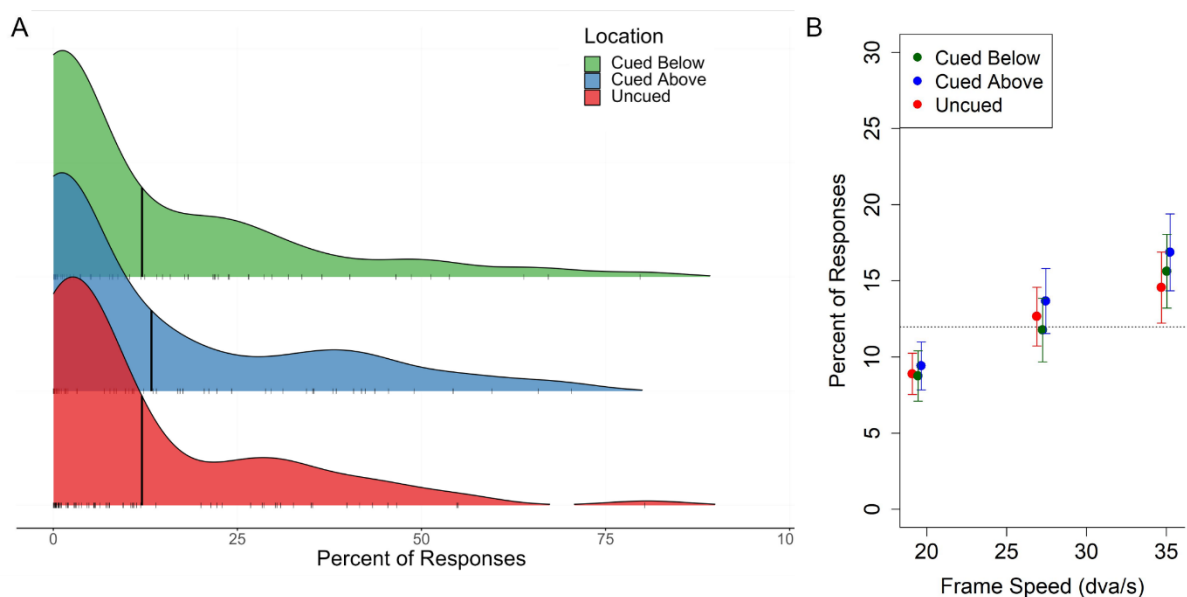 A
Location
Cued Below
Cued Above
Uncued
0
25
50
75
10
Percent of Responses
B
Cued Below
Cued Above
Uncued
30
25
20
15
10
5
0
Percent of Responses
20
25
30
35
Frame Speed (dva/s)